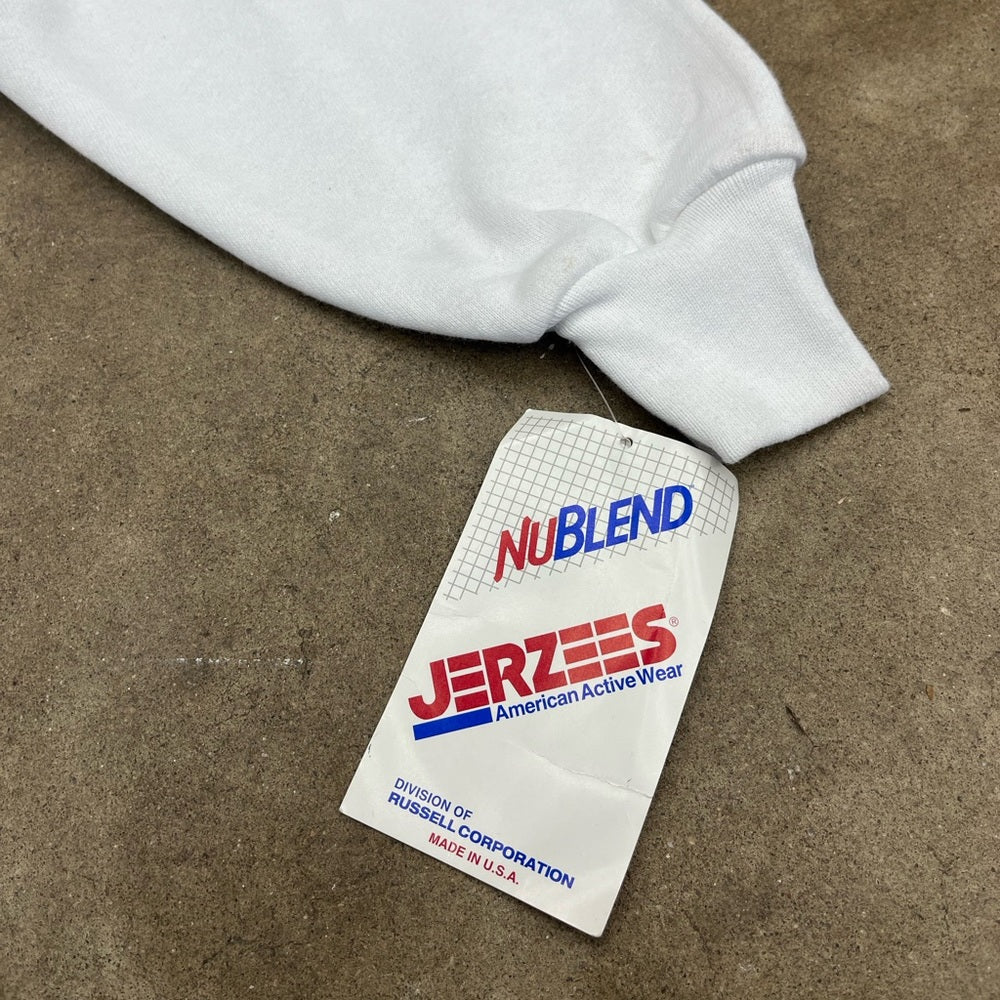 NUBLEND
JERZEES®
American Active Wear
DIVISION OF
RUSSELL CORPORATION
MADE IN U.S.A.